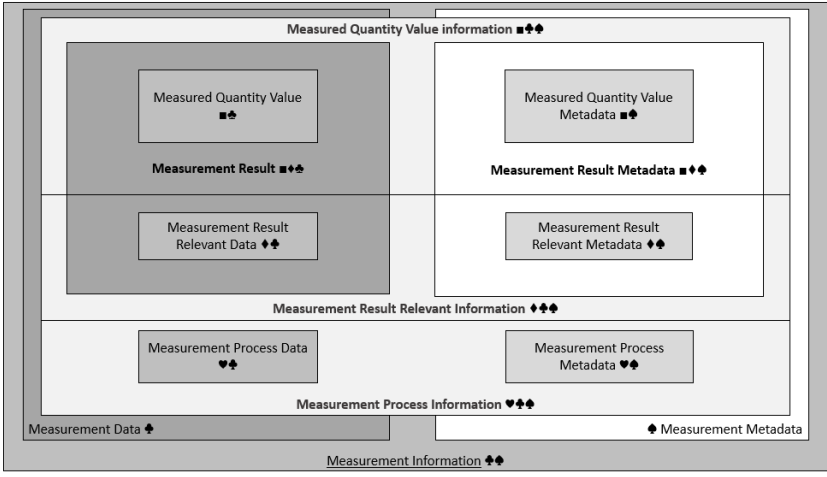 Measured Quantity Value information ■♣♠
Measured Quantity Value
■♣
Measured Quantity Value
Metadata ■♠
Measurement Result ■♦♣
Measurement Result Metadata ■♦♠
Measurement Result
Relevant Data ♦♣
Measurement Result
Relevant Metadata ♦♠
Measurement Result Relevant Information ♦♣♠
Measurement Process Data
♥♣
Measurement Process
Metadata ♥♠
Measurement Process Information ♥♣♠
Measurement Data ♣
♠ Measurement Metadata
Measurement Information ♣♠